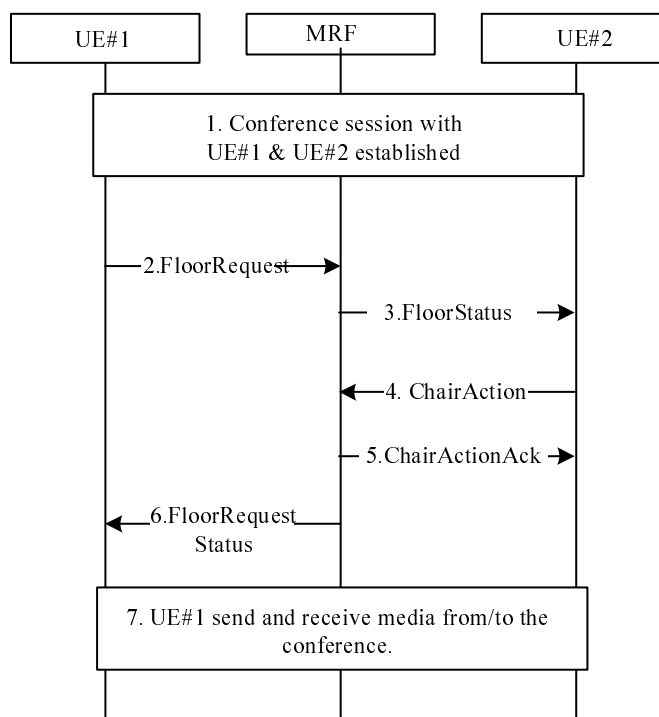 UE#1
MRF
UE#2
1. Conference session with
UE#1 & UE#2 established
2.FloorRequest
3.FloorStatus
4. ChairAction
5.ChairActionAck
6.FloorRequest
Status
7. UE#1 send and receive media from/to the
conference.